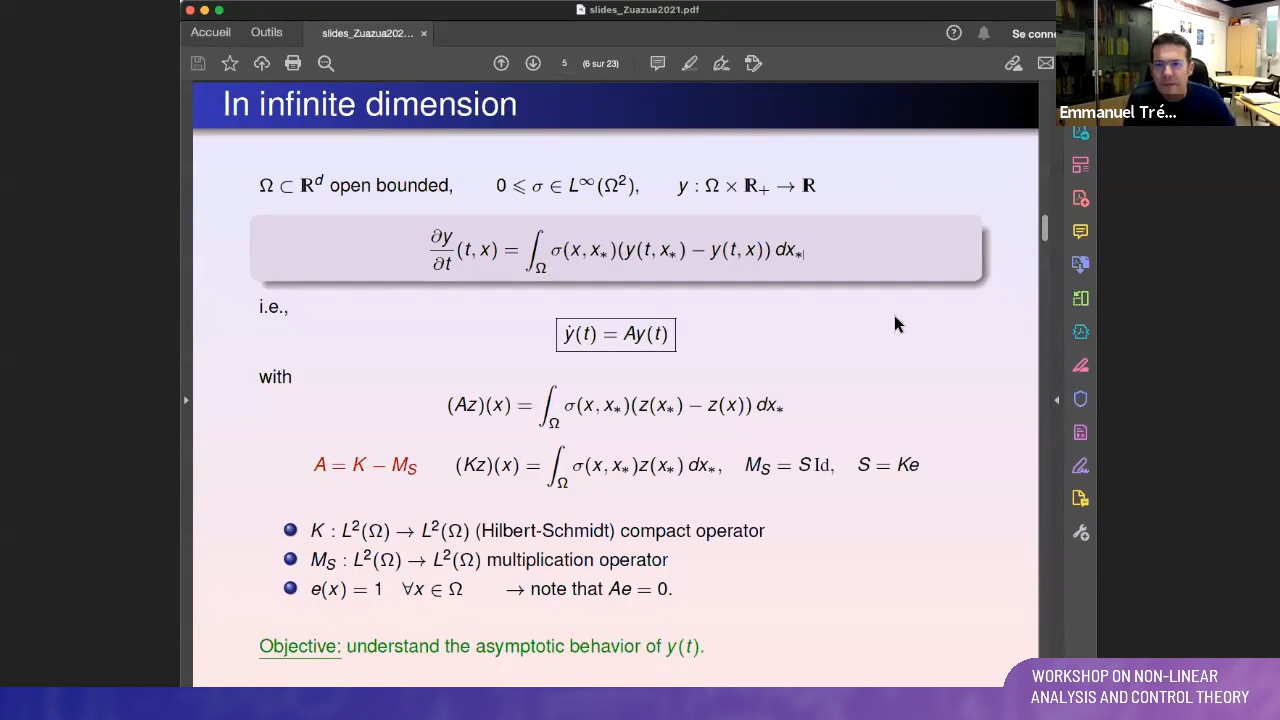 slides_Zuazua2021.pdf
Accueil Outils slides_Zuazua202... × Se conne
5 (6 sur 23)
Emmanuel Tré...
In infinite dimension
Ω ⊂ ℝ^d open bounded, 0 ⩽ σ ∈ L^∞(Ω²), y : Ω × ℝ₊ → ℝ
∂y/∂t (t, x) = ∫_Ω σ(x, x_*)(y(t, x_*) − y(t, x)) dx_*
i.e.,
ẏ(t) = Ay(t)
with
(Az)(x) = ∫_Ω σ(x, x_*)(z(x_*) − z(x)) dx_*
A = K − M_S (Kz)(x) = ∫_Ω σ(x, x_*)z(x_*) dx_*, M_S = S Id, S = Ke
K : L²(Ω) → L²(Ω) (Hilbert-Schmidt) compact operator
M_S : L²(Ω) → L²(Ω) multiplication operator
e(x) = 1 ∀x ∈ Ω → note that Ae = 0.
Objective: understand the asymptotic behavior of y(t).
WORKSHOP ON NON-LINEAR
ANALYSIS AND CONTROL THEORY